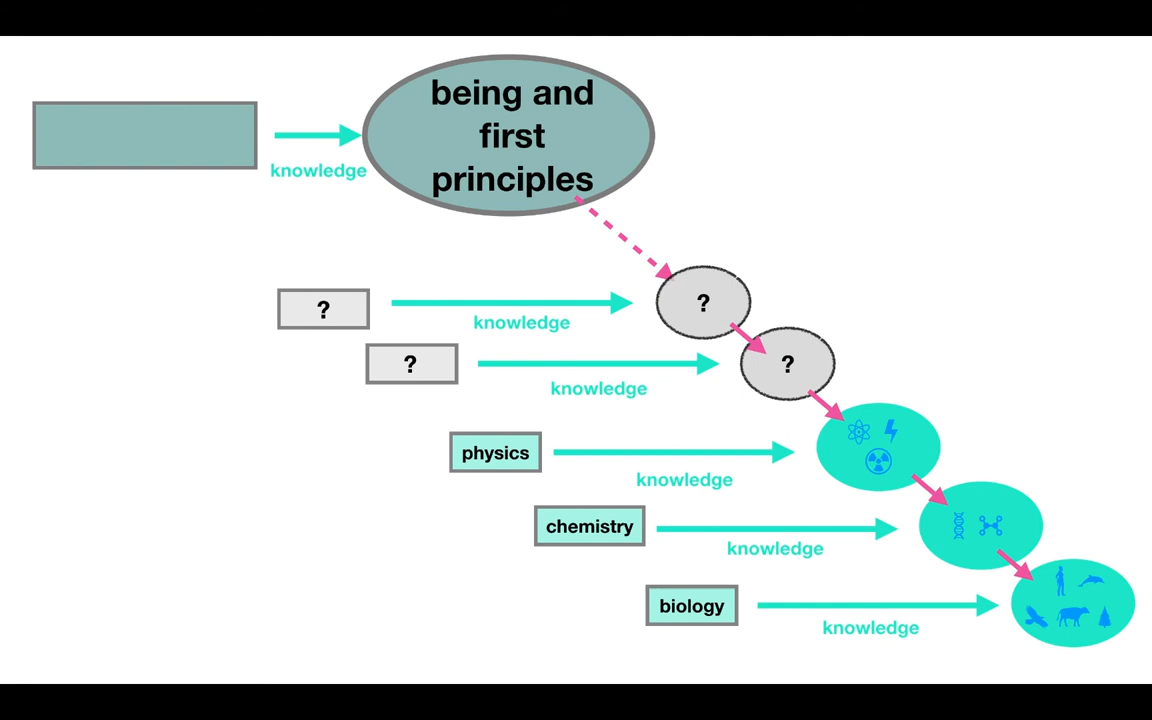 being and
first
principles
knowledge
?
knowledge
?
?
knowledge
?
physics
knowledge
chemistry
knowledge
biology
knowledge